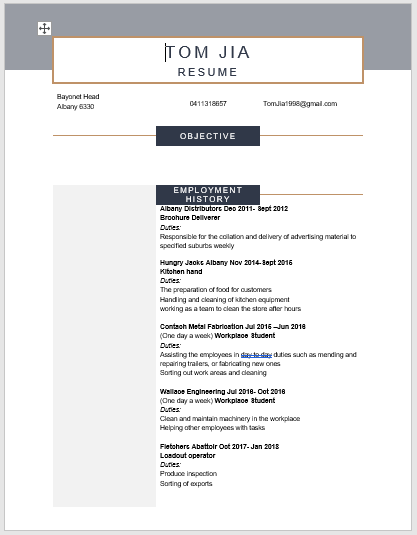 TOM JIA
RESUME
Bayonet Head
Albany 6330
0411318657
TomJia1998@gmail.com
OBJECTIVE
EMPLOYMENT
HISTORY
Albany Distributors Dec 2011- Sept 2012
Brochure Deliverer
Duties:
Responsible for the collation and delivery of advertising material to
specified suburbs weekly
Hungry Jacks Albany Nov 2014-Sept 2015
Kitchen hand
Duties:
The preparation of food for customers
Handling and cleaning of kitchen equipment
working as a team to clean the store after hours
Contach Metal Fabrication Jul 2015 –Jun 2016
(One day a week) Workplace Student
Duties:
Assisting the employees in day-to-day duties such as mending and
repairing trailers, or fabricating new ones
Sorting out work areas and cleaning
Wallace Engineering Jul 2016- Oct 2016
(One day a week) Workplace Student
Duties:
Clean and maintain machinery in the workplace
Helping other employees with tasks
Fletchers Abattoir Oct 2017- Jan 2018
Loadout operator
Duties:
Produce inspection
Sorting of exports